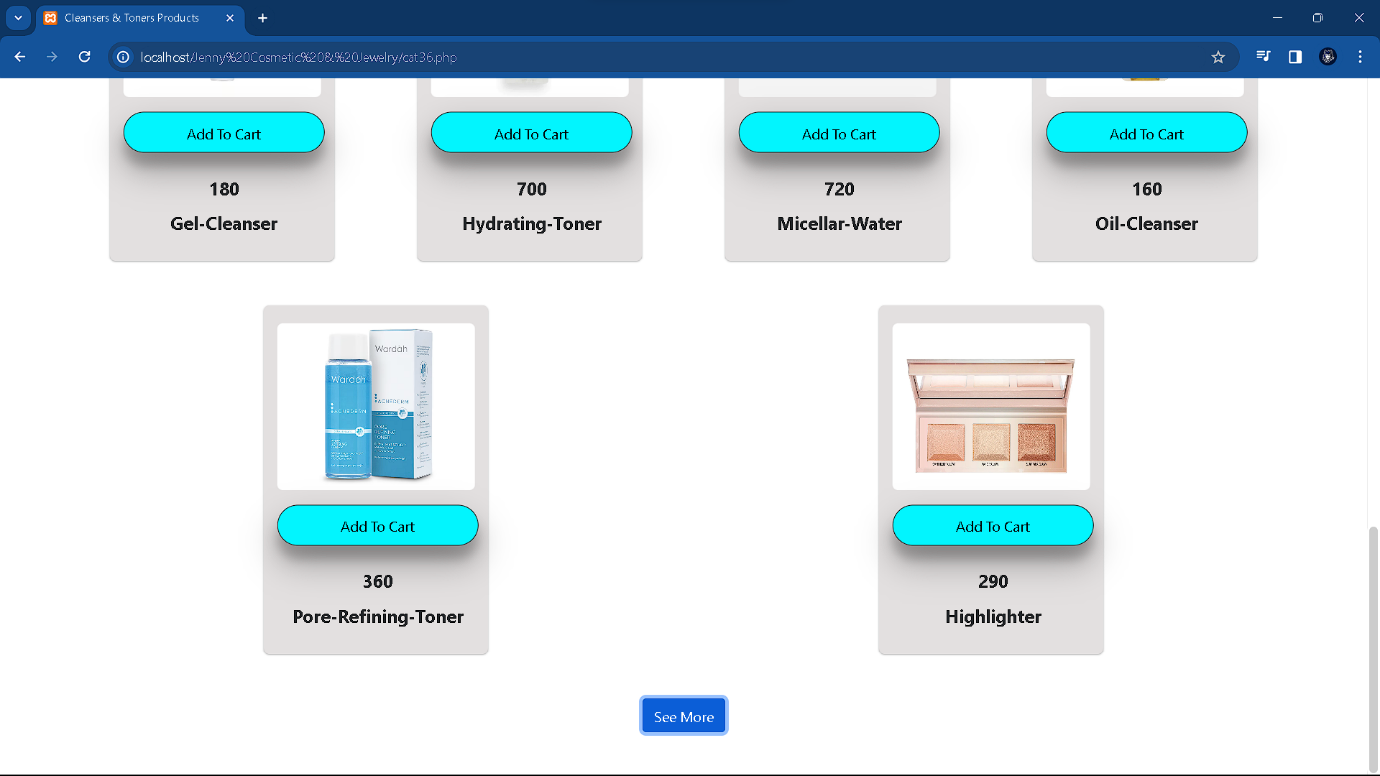 Cleansers & Toners Products
localhost/Jenny%20Cosmetic%20&%20Jewelry/cat36.php
Add To Cart Add To Cart Add To Cart Add To Cart
180 700 720 160
Gel-Cleanser Hydrating-Toner Micellar-Water Oil-Cleanser
Wardah
Wardah
ACNEDERM
ACNEDERM
Add To Cart Add To Cart
360 290
Pore-Refining-Toner Highlighter
See More